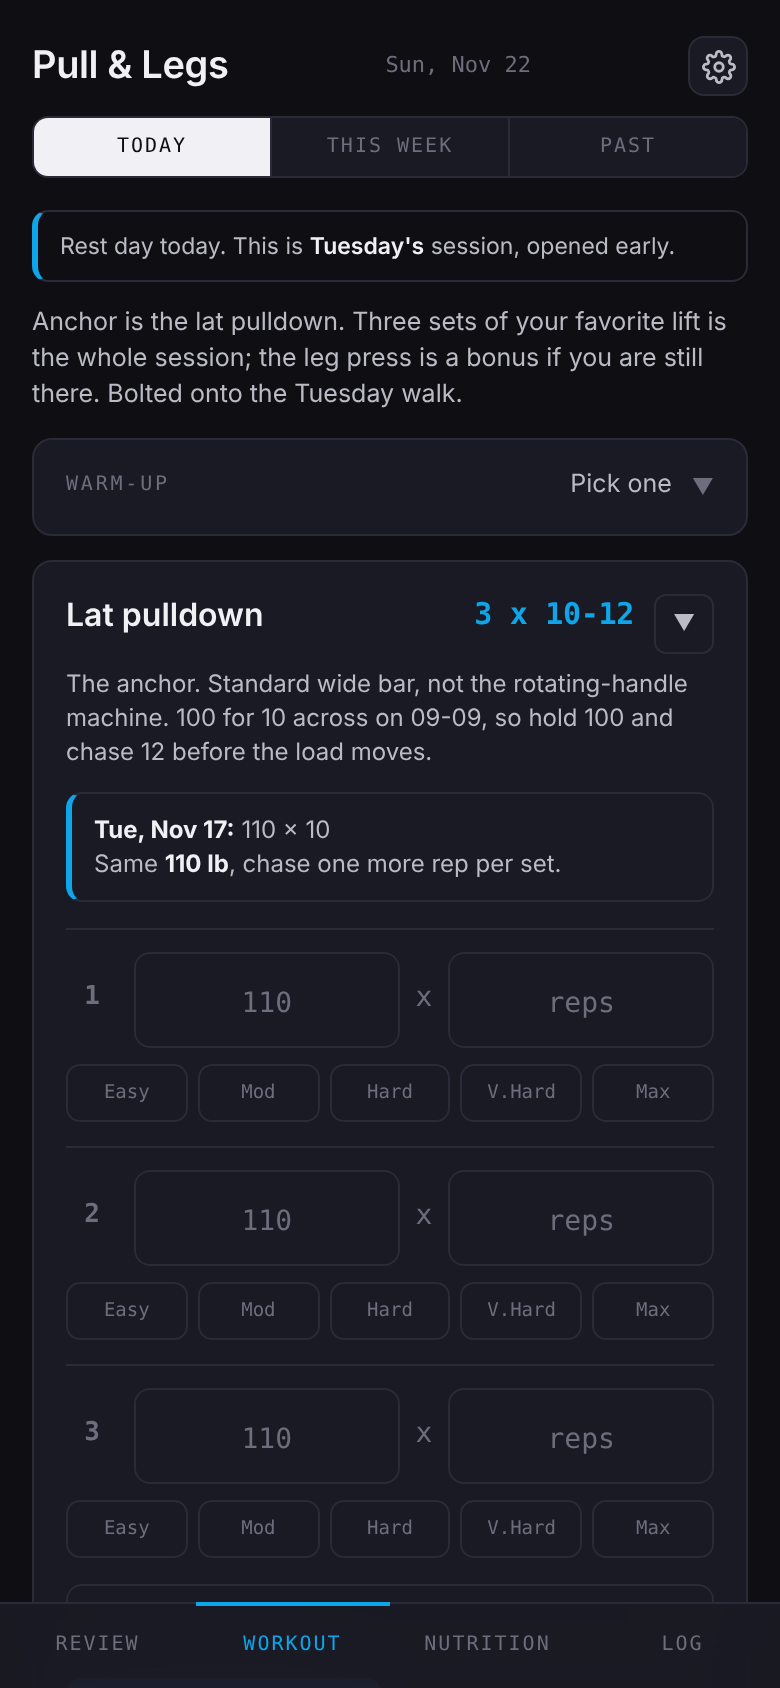 Pull & Legs
Sun, Nov 22
TODAY
THIS WEEK
PAST
Rest day today. This is Tuesday's session, opened early.
Anchor is the lat pulldown. Three sets of your favorite lift is
the whole session; the leg press is a bonus if you are still
there. Bolted onto the Tuesday walk.
WARM-UP
Pick one ▼
Lat pulldown
3 x 10-12
▼
The anchor. Standard wide bar, not the rotating-handle
machine. 100 for 10 across on 09-09, so hold 100 and
chase 12 before the load moves.
Tue, Nov 17: 110 × 10
Same 110 lb, chase one more rep per set.
1 110 x reps
Easy Mod Hard V.Hard Max
2 110 x reps
Easy Mod Hard V.Hard Max
3 110 x reps
Easy Mod Hard V.Hard Max
REVIEW WORKOUT NUTRITION LOG